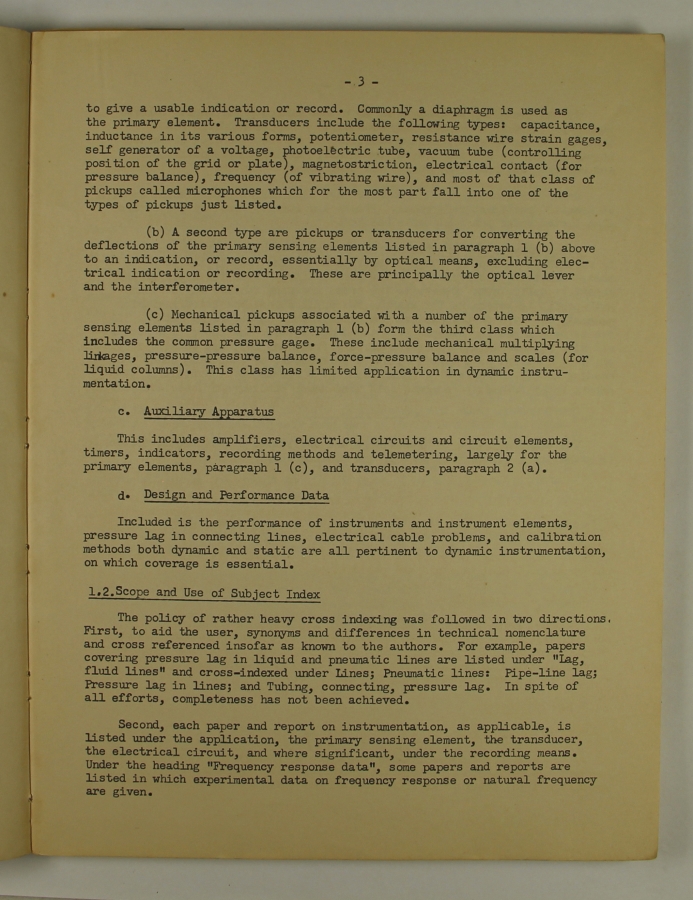 - 3 -
to give a usable indication or record. Commonly a diaphragm is used as
the primary element. Transducers include the following types: capacitance,
inductance in its various forms, potentiometer, resistance wire strain gages,
self generator of a voltage, photoelectric tube, vacuum tube (controlling
position of the grid or plate), magnetostriction, electrical contact (for
pressure balance), frequency (of vibrating wire), and most of that class of
pickups called microphones which for the most part fall into one of the
types of pickups just listed.
(b) A second type are pickups or transducers for converting the
deflections of the primary sensing elements listed in paragraph 1 (b) above
to an indication, or record, essentially by optical means, excluding elec-
trical indication or recording. These are principally the optical lever
and the interferometer.
(c) Mechanical pickups associated with a number of the primary
sensing elements listed in paragraph 1 (b) form the third class which
includes the common pressure gage. These include mechanical multiplying
linkages, pressure-pressure balance, force-pressure balance and scales (for
liquid columns). This class has limited application in dynamic instru-
mentation.
c. Auxiliary Apparatus
This includes amplifiers, electrical circuits and circuit elements,
timers, indicators, recording methods and telemetering, largely for the
primary elements, paragraph 1 (c), and transducers, paragraph 2 (a).
d. Design and Performance Data
Included is the performance of instruments and instrument elements,
pressure lag in connecting lines, electrical cable problems, and calibration
methods both dynamic and static are all pertinent to dynamic instrumentation,
on which coverage is essential.
1.2.Scope and Use of Subject Index
The policy of rather heavy cross indexing was followed in two directions.
First, to aid the user, synonyms and differences in technical nomenclature
and cross referenced insofar as known to the authors. For example, papers
covering pressure lag in liquid and pneumatic lines are listed under "Lag,
fluid lines" and cross-indexed under Lines; Pneumatic lines: Pipe-line lag;
Pressure lag in lines; and Tubing, connecting, pressure lag. In spite of
all efforts, completeness has not been achieved.
Second, each paper and report on instrumentation, as applicable, is
listed under the application, the primary sensing element, the transducer,
the electrical circuit, and where significant, under the recording means.
Under the heading "Frequency response data", some papers and reports are
listed in which experimental data on frequency response or natural frequency
are given.